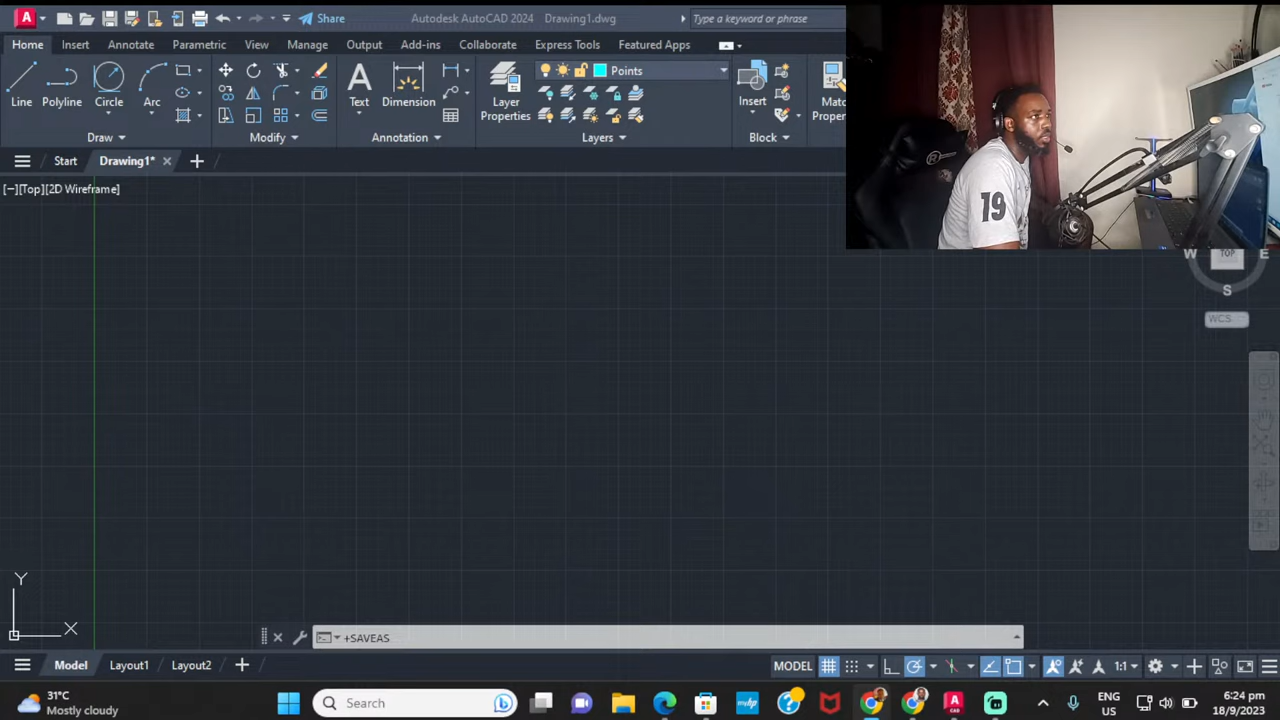 Share Autodesk AutoCAD 2024 Drawing1.dwg Type a keyword or phrase
Home Insert Annotate Parametric View Manage Output Add-ins Collaborate Express Tools Featured Apps
Points
Line Polyline Circle Arc Text Dimension Layer Properties Insert
Draw Modify Annotation Layers Block
Start Drawing1*
[−][Top][2D Wireframe]
19
W TOP E
S
WCS
Y
X
+SAVEAS
Model Layout1 Layout2 MODEL 1:1
31°C
Mostly cloudy
Search
ENG
US
6:24 pm
18/9/2023